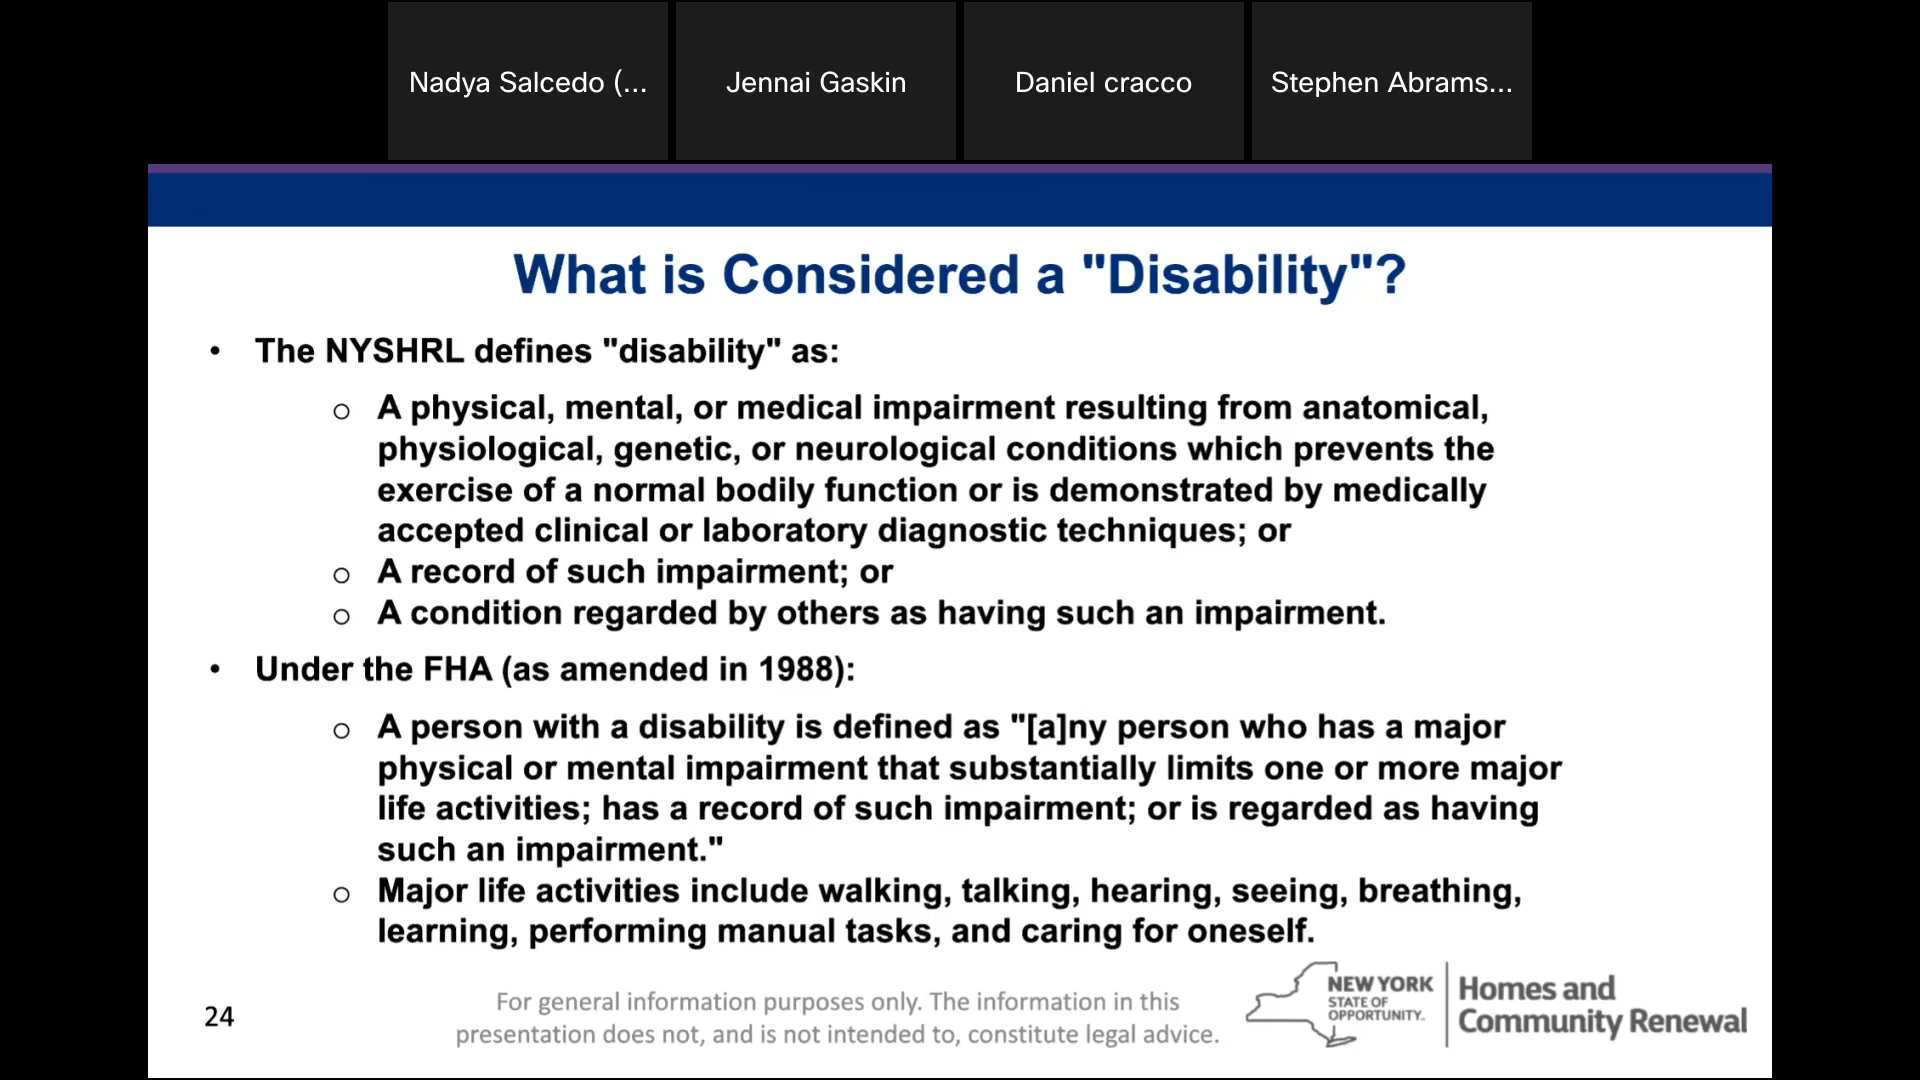 Nadya Salcedo (...
Jennai Gaskin
Daniel cracco
Stephen Abrams...
What is Considered a "Disability"?
• The NYSHRL defines "disability" as:
o A physical, mental, or medical impairment resulting from anatomical,
physiological, genetic, or neurological conditions which prevents the
exercise of a normal bodily function or is demonstrated by medically
accepted clinical or laboratory diagnostic techniques; or
o A record of such impairment; or
o A condition regarded by others as having such an impairment.
• Under the FHA (as amended in 1988):
o A person with a disability is defined as "[a]ny person who has a major
physical or mental impairment that substantially limits one or more major
life activities; has a record of such impairment; or is regarded as having
such an impairment."
o Major life activities include walking, talking, hearing, seeing, breathing,
learning, performing manual tasks, and caring for oneself.
24
For general information purposes only. The information in this
presentation does not, and is not intended to, constitute legal advice.
NEW YORK
STATE OF
OPPORTUNITY.
Homes and
Community Renewal